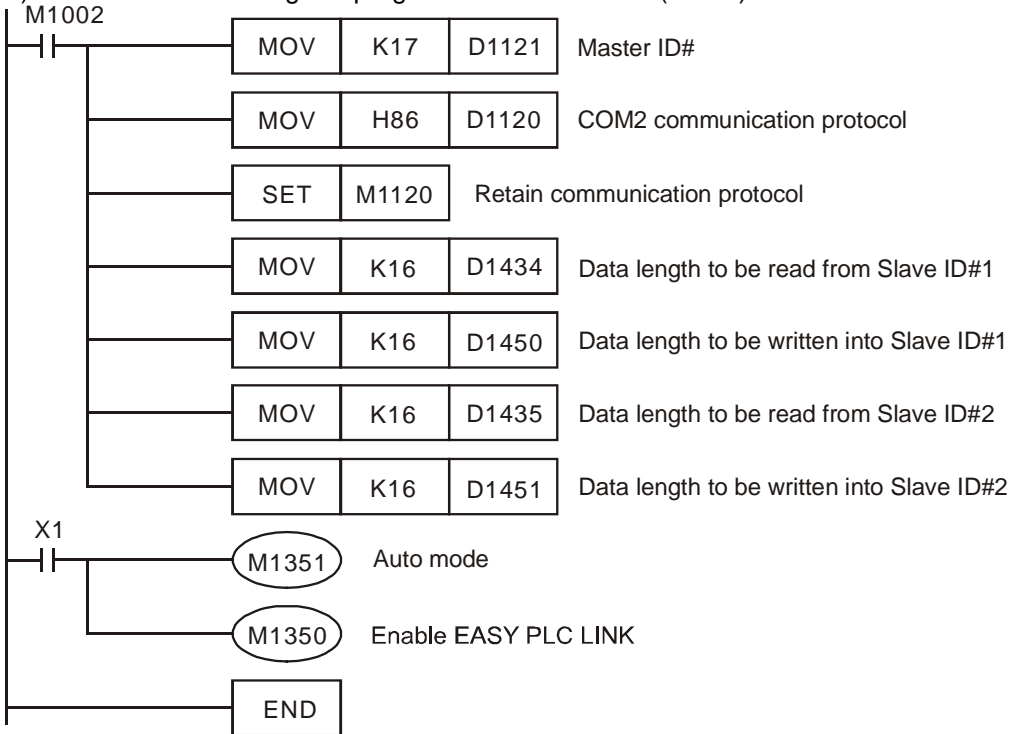 M1002
MOV K17 D1121 Master ID#
MOV H86 D1120 COM2 communication protocol
SET M1120 Retain communication protocol
MOV K16 D1434 Data length to be read from Slave ID#1
MOV K16 D1450 Data length to be written into Slave ID#1
MOV K16 D1435 Data length to be read from Slave ID#2
MOV K16 D1451 Data length to be written into Slave ID#2
X1
M1351 Auto mode
M1350 Enable EASY PLC LINK
END